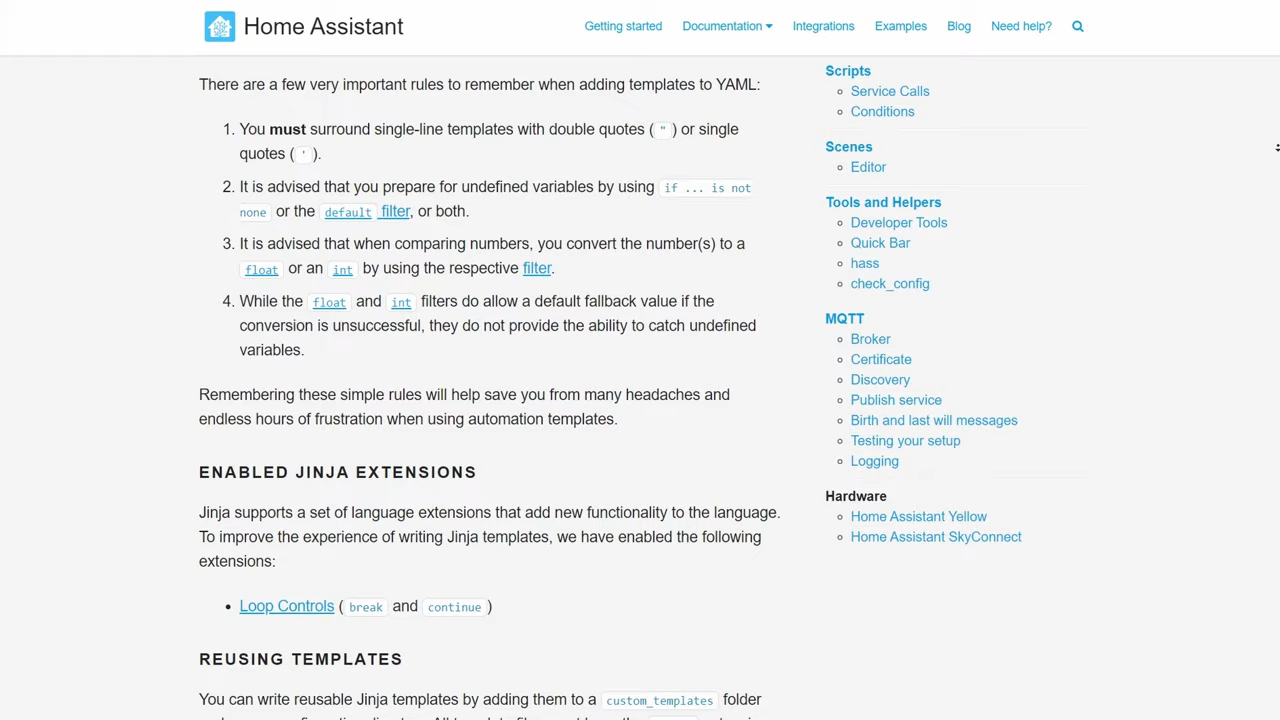 Home Assistant
Getting started
Documentation
Integrations
Examples
Blog
Need help?
There are a few very important rules to remember when adding templates to YAML:
1. You must surround single-line templates with double quotes ( " ) or single
quotes ( ' ).
2. It is advised that you prepare for undefined variables by using if ... is not
none or the default filter, or both.
3. It is advised that when comparing numbers, you convert the number(s) to a
float or an int by using the respective filter.
4. While the float and int filters do allow a default fallback value if the
conversion is unsuccessful, they do not provide the ability to catch undefined
variables.
Remembering these simple rules will help save you from many headaches and
endless hours of frustration when using automation templates.
ENABLED JINJA EXTENSIONS
Jinja supports a set of language extensions that add new functionality to the language.
To improve the experience of writing Jinja templates, we have enabled the following
extensions:
• Loop Controls ( break and continue )
REUSING TEMPLATES
You can write reusable Jinja templates by adding them to a custom_templates folder
Scripts
Service Calls
Conditions
Scenes
Editor
Tools and Helpers
Developer Tools
Quick Bar
hass
check_config
MQTT
Broker
Certificate
Discovery
Publish service
Birth and last will messages
Testing your setup
Logging
Hardware
Home Assistant Yellow
Home Assistant SkyConnect